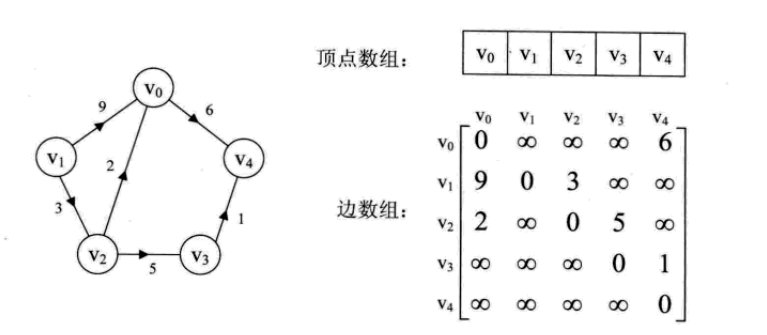 顶点数组：
v0 v1 v2 v3 v4
v0
9
6
v1
v4
2
3
1
v2
v3
5
边数组：
v0 v1 v2 v3 v4
v0 0 ∞ ∞ ∞ 6
v1 9 0 3 ∞ ∞
v2 2 ∞ 0 5 ∞
v3 ∞ ∞ ∞ 0 1
v4 ∞ ∞ ∞ ∞ 0